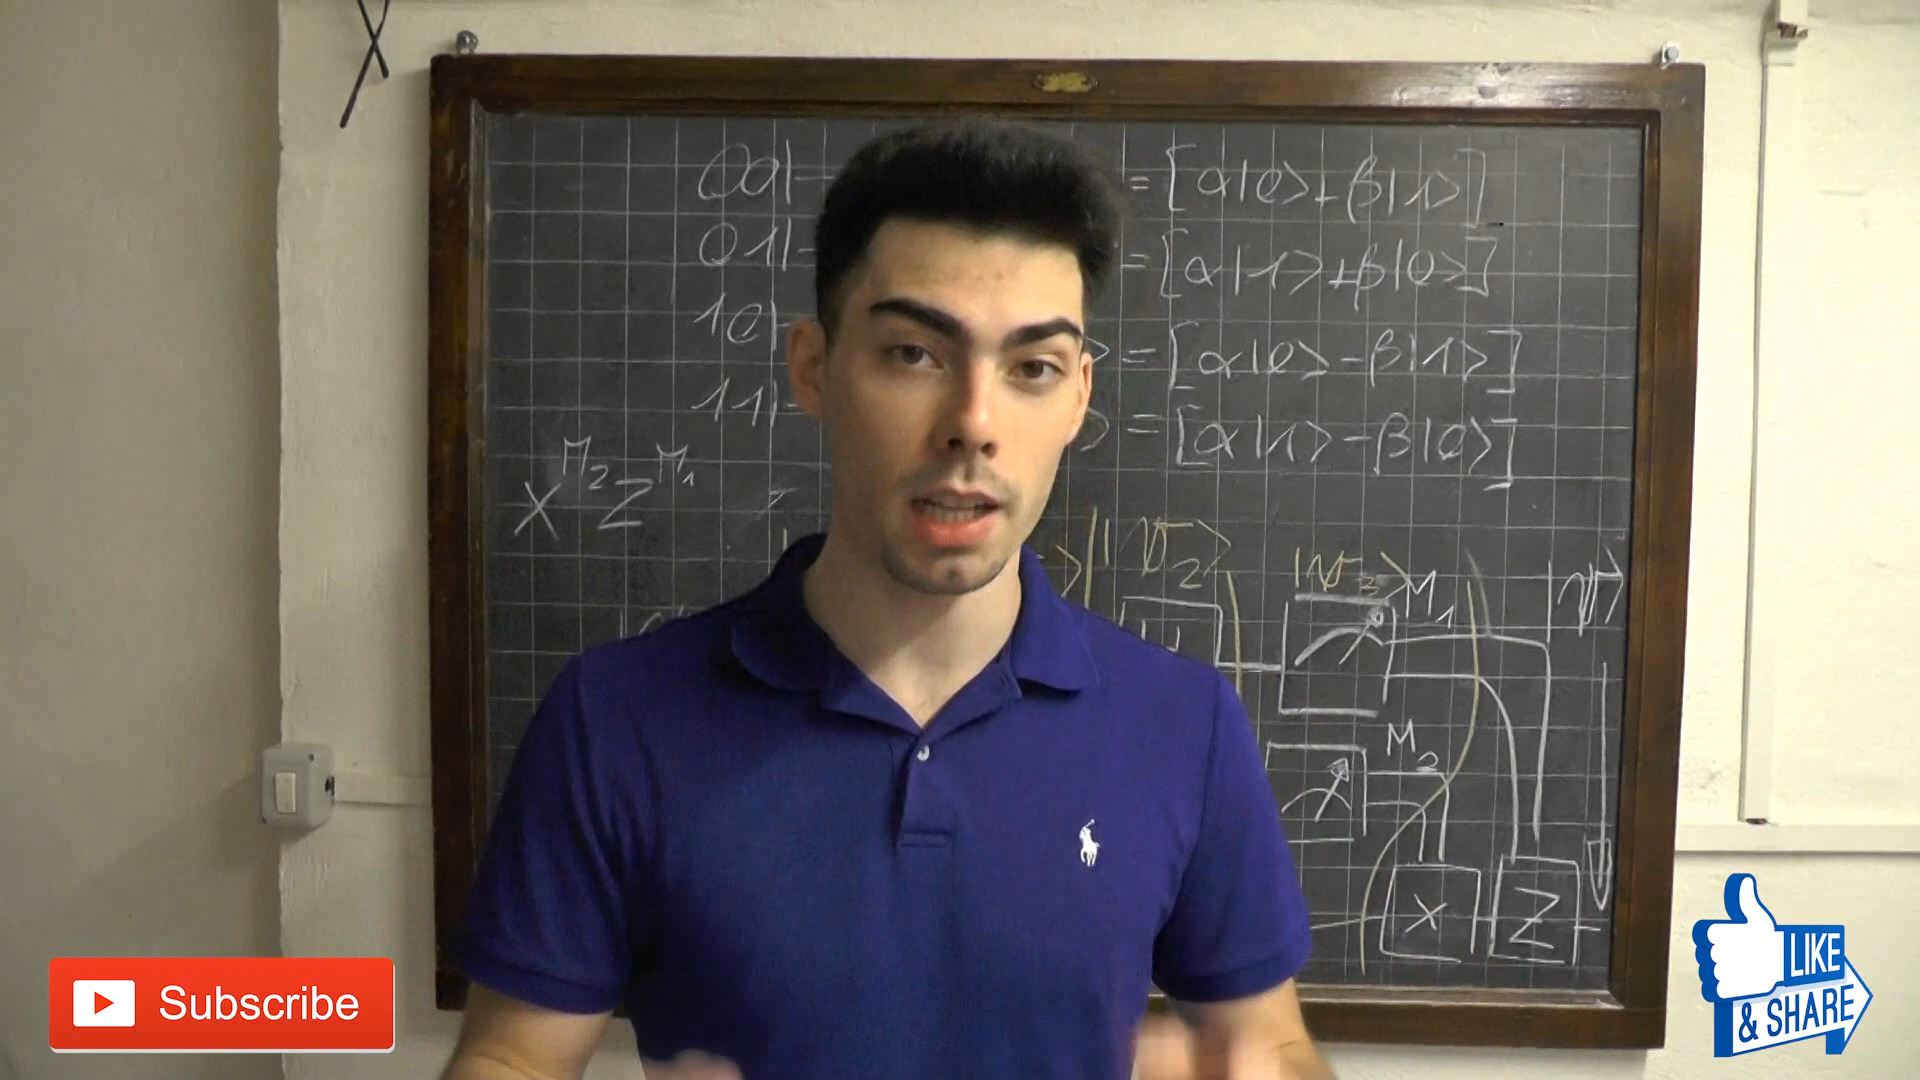 00|– = [α|0> + β|1>]
01|– = [α|1> + β|0>]
10|– > = [α|0> – β|1>]
11|– > = [α|1> – β|0>]
X^M₂ Z^M₁
|ψ₂> |ψ₃> M₁ |ψ>
M₂
X Z
Subscribe
LIKE
& SHARE